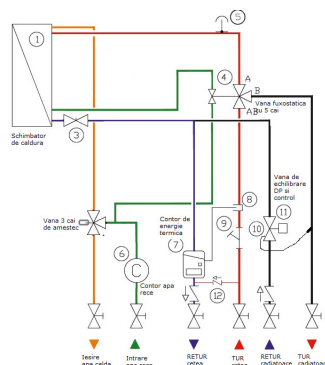 1
5
4
A
B
Vana fuxostatica
cu 5 cai
AB
3
Schimbator
de caldura
Vana de
echilibrare
DP si
control
8
11
Vana 3 cai
de amestec
Contor de
energie
termica
9
10
6
7
C
Contor apa
rece
12
Iesire
apa calda
Intrare
apa rece
RETUR
retea
TUR
retea
RETUR
radiatoare
TUR
radiatoare